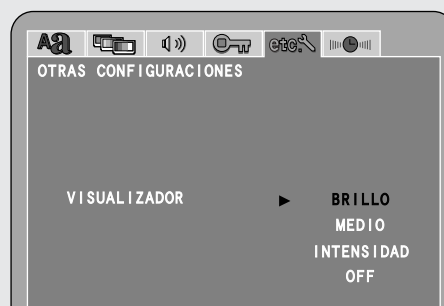 Aa etc.
OTRAS CONFIGURACIONES
VISUALIZADOR ► BRILLO
MEDIO
INTENSIDAD
OFF